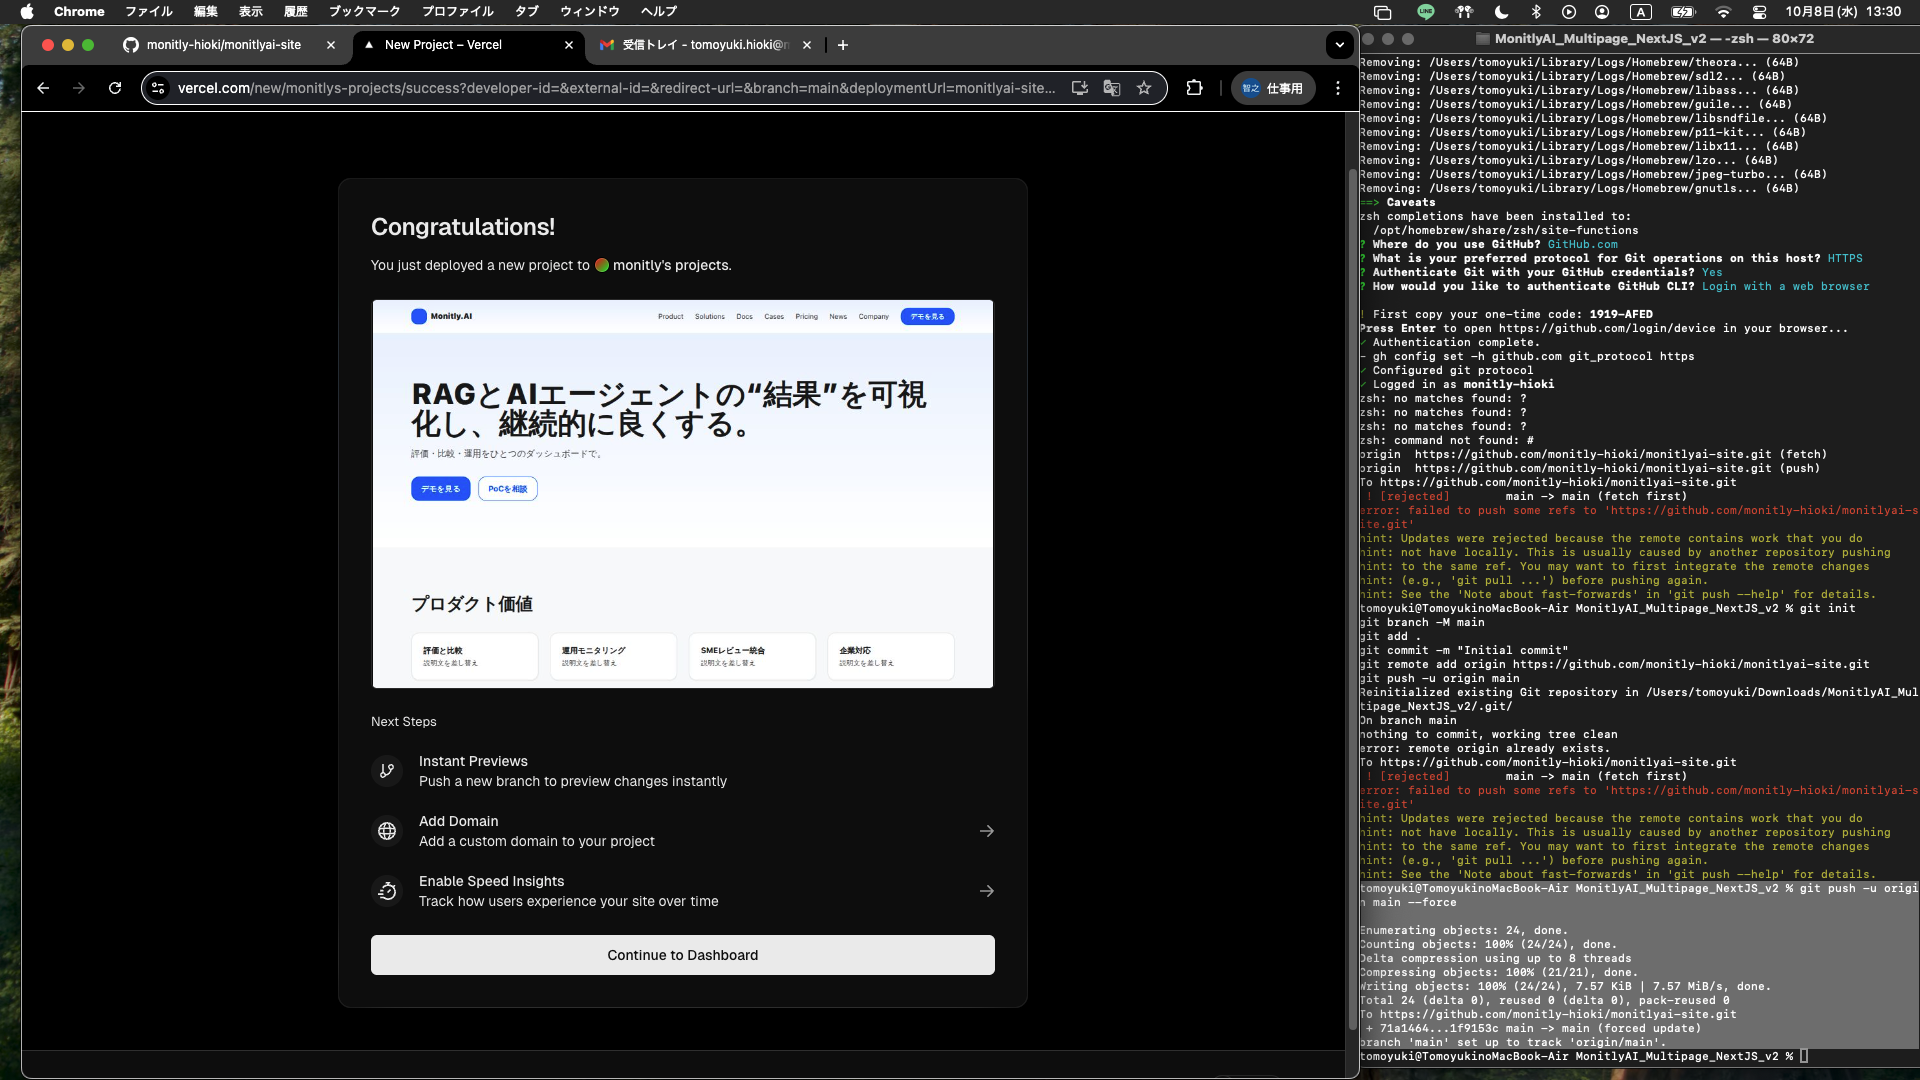 Chrome ファイル 編集 表示 履歴 ブックマーク プロファイル タブ ウィンドウ ヘルプ
LINE A 10月8日(水) 13:30
monitly-hioki/monitlyai-site
New Project – Vercel
受信トレイ - tomoyuki.hioki@
vercel.com/new/monitlys-projects/success?developer-id=&external-id=&redirect-url=&branch=main&deploymentUrl=monitlyai-site...
智之 仕事用
Congratulations!
You just deployed a new project to monitly's projects.
Monitly.AI
Product Solutions Docs Cases Pricing News Company デモを見る
RAGとAIエージェントの“結果”を可視
化し、継続的に良くする。
評価・比較・運用をひとつのダッシュボードで。
デモを見る PoCを相談
プロダクト価値
評価と比較
説明文を差し替え
運用モニタリング
説明文を差し替え
SMEレビュー統合
説明文を差し替え
企業対応
説明文を差し替え
Next Steps
Instant Previews
Push a new branch to preview changes instantly
Add Domain
Add a custom domain to your project
Enable Speed Insights
Track how users experience your site over time
Continue to Dashboard
MonitlyAI_Multipage_NextJS_v2 — -zsh — 80×72
Removing: /Users/tomoyuki/Library/Logs/Homebrew/theora... (64B)
Removing: /Users/tomoyuki/Library/Logs/Homebrew/sdl2... (64B)
Removing: /Users/tomoyuki/Library/Logs/Homebrew/libass... (64B)
Removing: /Users/tomoyuki/Library/Logs/Homebrew/guile... (64B)
Removing: /Users/tomoyuki/Library/Logs/Homebrew/libsndfile... (64B)
Removing: /Users/tomoyuki/Library/Logs/Homebrew/p11-kit... (64B)
Removing: /Users/tomoyuki/Library/Logs/Homebrew/libx11... (64B)
Removing: /Users/tomoyuki/Library/Logs/Homebrew/lzo... (64B)
Removing: /Users/tomoyuki/Library/Logs/Homebrew/jpeg-turbo... (64B)
Removing: /Users/tomoyuki/Library/Logs/Homebrew/gnutls... (64B)
==> Caveats
zsh completions have been installed to:
/opt/homebrew/share/zsh/site-functions
? Where do you use GitHub? GitHub.com
? What is your preferred protocol for Git operations on this host? HTTPS
? Authenticate Git with your GitHub credentials? Yes
? How would you like to authenticate GitHub CLI? Login with a web browser
! First copy your one-time code: 1919-AFED
Press Enter to open https://github.com/login/device in your browser...
✓ Authentication complete.
- gh config set -h github.com git_protocol https
✓ Configured git protocol
✓ Logged in as monitly-hioki
zsh: no matches found: ?
zsh: no matches found: ?
zsh: no matches found: ?
zsh: command not found: #
origin https://github.com/monitly-hioki/monitlyai-site.git (fetch)
origin https://github.com/monitly-hioki/monitlyai-site.git (push)
To https://github.com/monitly-hioki/monitlyai-site.git
! [rejected] main -> main (fetch first)
error: failed to push some refs to 'https://github.com/monitly-hioki/monitlyai-s
ite.git'
hint: Updates were rejected because the remote contains work that you do
hint: not have locally. This is usually caused by another repository pushing
hint: to the same ref. You may want to first integrate the remote changes
hint: (e.g., 'git pull ...') before pushing again.
hint: See the 'Note about fast-forwards' in 'git push --help' for details.
tomoyuki@TomoyukinoMacBook-Air MonitlyAI_Multipage_NextJS_v2 % git init
git branch -M main
git add .
git commit -m "Initial commit"
git remote add origin https://github.com/monitly-hioki/monitlyai-site.git
git push -u origin main
Reinitialized existing Git repository in /Users/tomoyuki/Downloads/MonitlyAI_Mul
tipage_NextJS_v2/.git/
On branch main
nothing to commit, working tree clean
error: remote origin already exists.
To https://github.com/monitly-hioki/monitlyai-site.git
! [rejected] main -> main (fetch first)
error: failed to push some refs to 'https://github.com/monitly-hioki/monitlyai-s
ite.git'
hint: Updates were rejected because the remote contains work that you do
hint: not have locally. This is usually caused by another repository pushing
hint: to the same ref. You may want to first integrate the remote changes
hint: (e.g., 'git pull ...') before pushing again.
hint: See the 'Note about fast-forwards' in 'git push --help' for details.
tomoyuki@TomoyukinoMacBook-Air MonitlyAI_Multipage_NextJS_v2 % git push -u origi
n main --force
Enumerating objects: 24, done.
Counting objects: 100% (24/24), done.
Delta compression using up to 8 threads
Compressing objects: 100% (21/21), done.
Writing objects: 100% (24/24), 7.57 KiB | 7.57 MiB/s, done.
Total 24 (delta 0), reused 0 (delta 0), pack-reused 0
To https://github.com/monitly-hioki/monitlyai-site.git
+ 71a1464...1f9153c main -> main (forced update)
branch 'main' set up to track 'origin/main'.
tomoyuki@TomoyukinoMacBook-Air MonitlyAI_Multipage_NextJS_v2 %